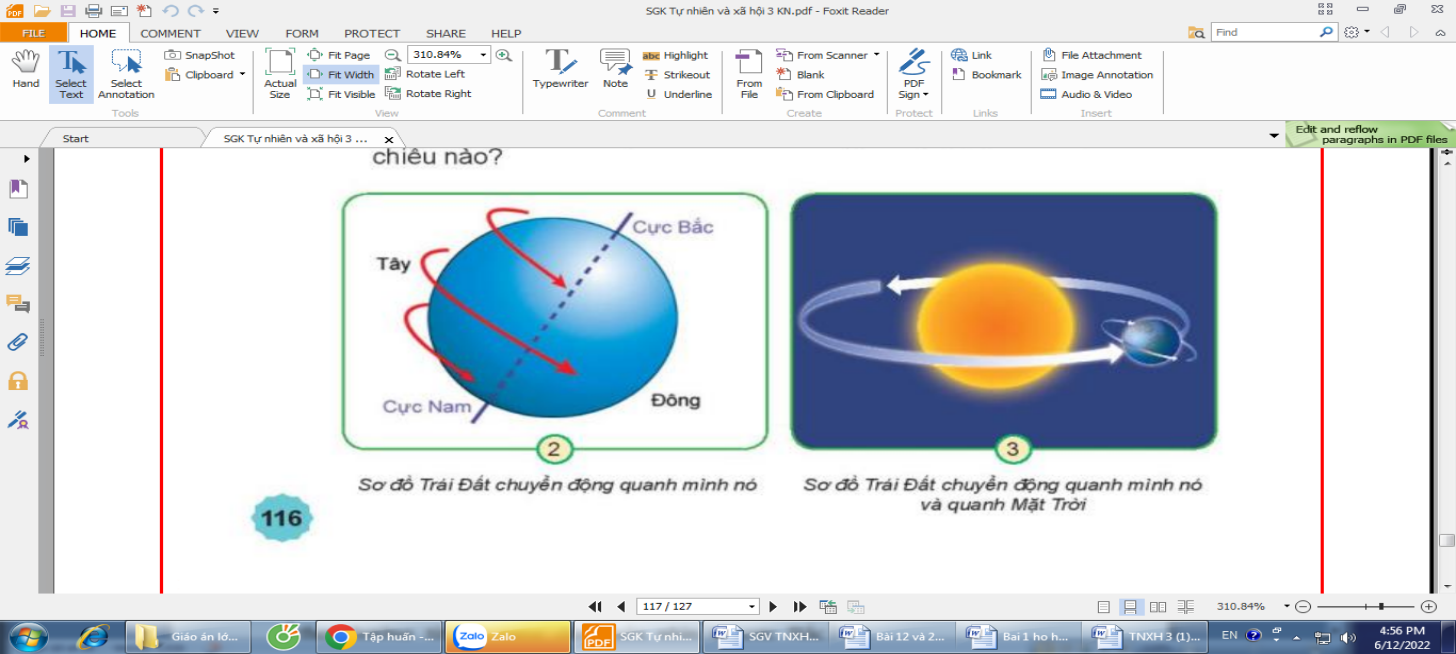 SGK Tự nhiên và xã hội 3 KN.pdf - Foxit Reader
FILE HOME COMMENT VIEW FORM PROTECT SHARE HELP
Find
Hand
Select Text
Select Annotation
SnapShot
Clipboard
Tools
Actual Size
Fit Page
Fit Width
Fit Visible
310.84%
Rotate Left
Rotate Right
View
Typewriter
Note
Highlight
Strikeout
Underline
Comment
From File
From Scanner
Blank
From Clipboard
Create
PDF Sign
Protect
Link
Bookmark
Links
File Attachment
Image Annotation
Audio & Video
Insert
Start
SGK Tự nhiên và xã hội 3 ...
Edit and reflow
paragraphs in PDF files
chiều nào?
Cực Bắc
Tây
Cực Nam
Đông
2
3
Sơ đồ Trái Đất chuyển động quanh mình nó
Sơ đồ Trái Đất chuyển động quanh mình nó
và quanh Mặt Trời
116
117 / 127
310.84%
Giáo án lớ...
Tập huấn -...
Zalo Zalo
PDF SGK Tự nhi...
SGV TNXH...
Bài 12 và 2...
Bai 1 ho h...
TNXH 3 (1)...
EN
4:56 PM
6/12/2022